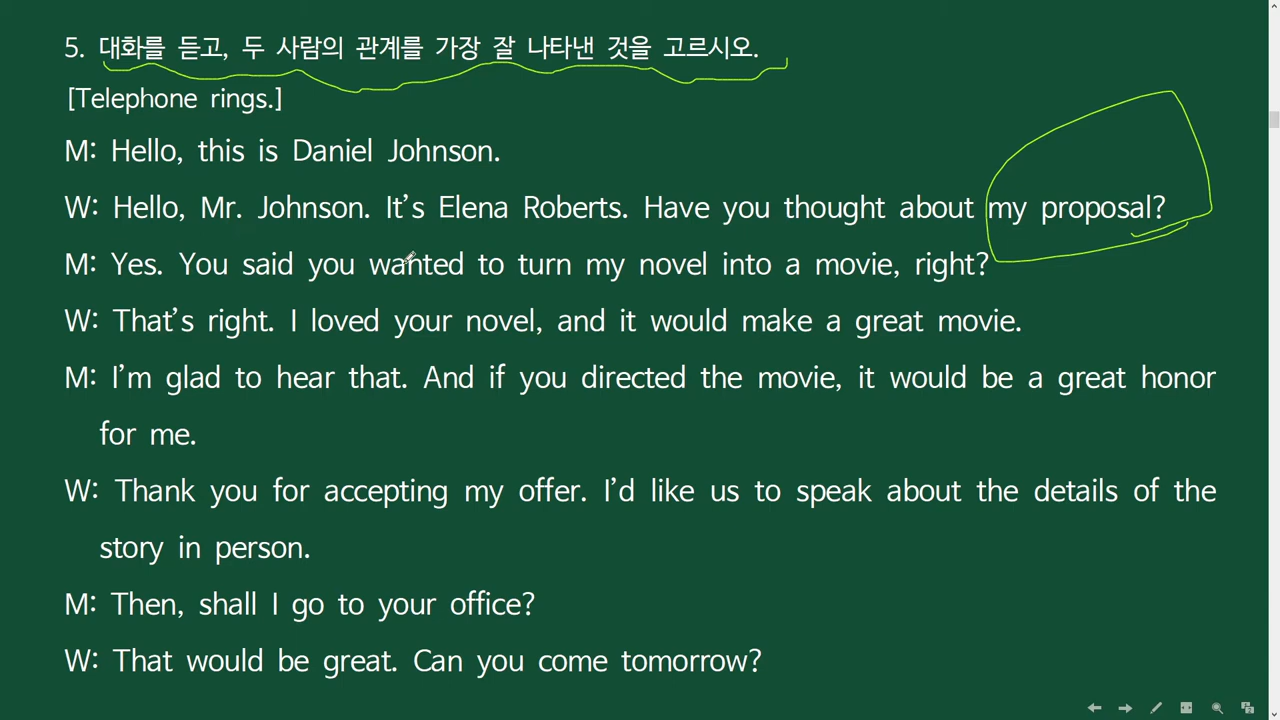 5. 대화를 듣고, 두 사람의 관계를 가장 잘 나타낸 것을 고르시오.
[Telephone rings.]
M: Hello, this is Daniel Johnson.
W: Hello, Mr. Johnson. It’s Elena Roberts. Have you thought about my proposal?
M: Yes. You said you wanted to turn my novel into a movie, right?
W: That’s right. I loved your novel, and it would make a great movie.
M: I’m glad to hear that. And if you directed the movie, it would be a great honor
for me.
W: Thank you for accepting my offer. I’d like us to speak about the details of the
story in person.
M: Then, shall I go to your office?
W: That would be great. Can you come tomorrow?